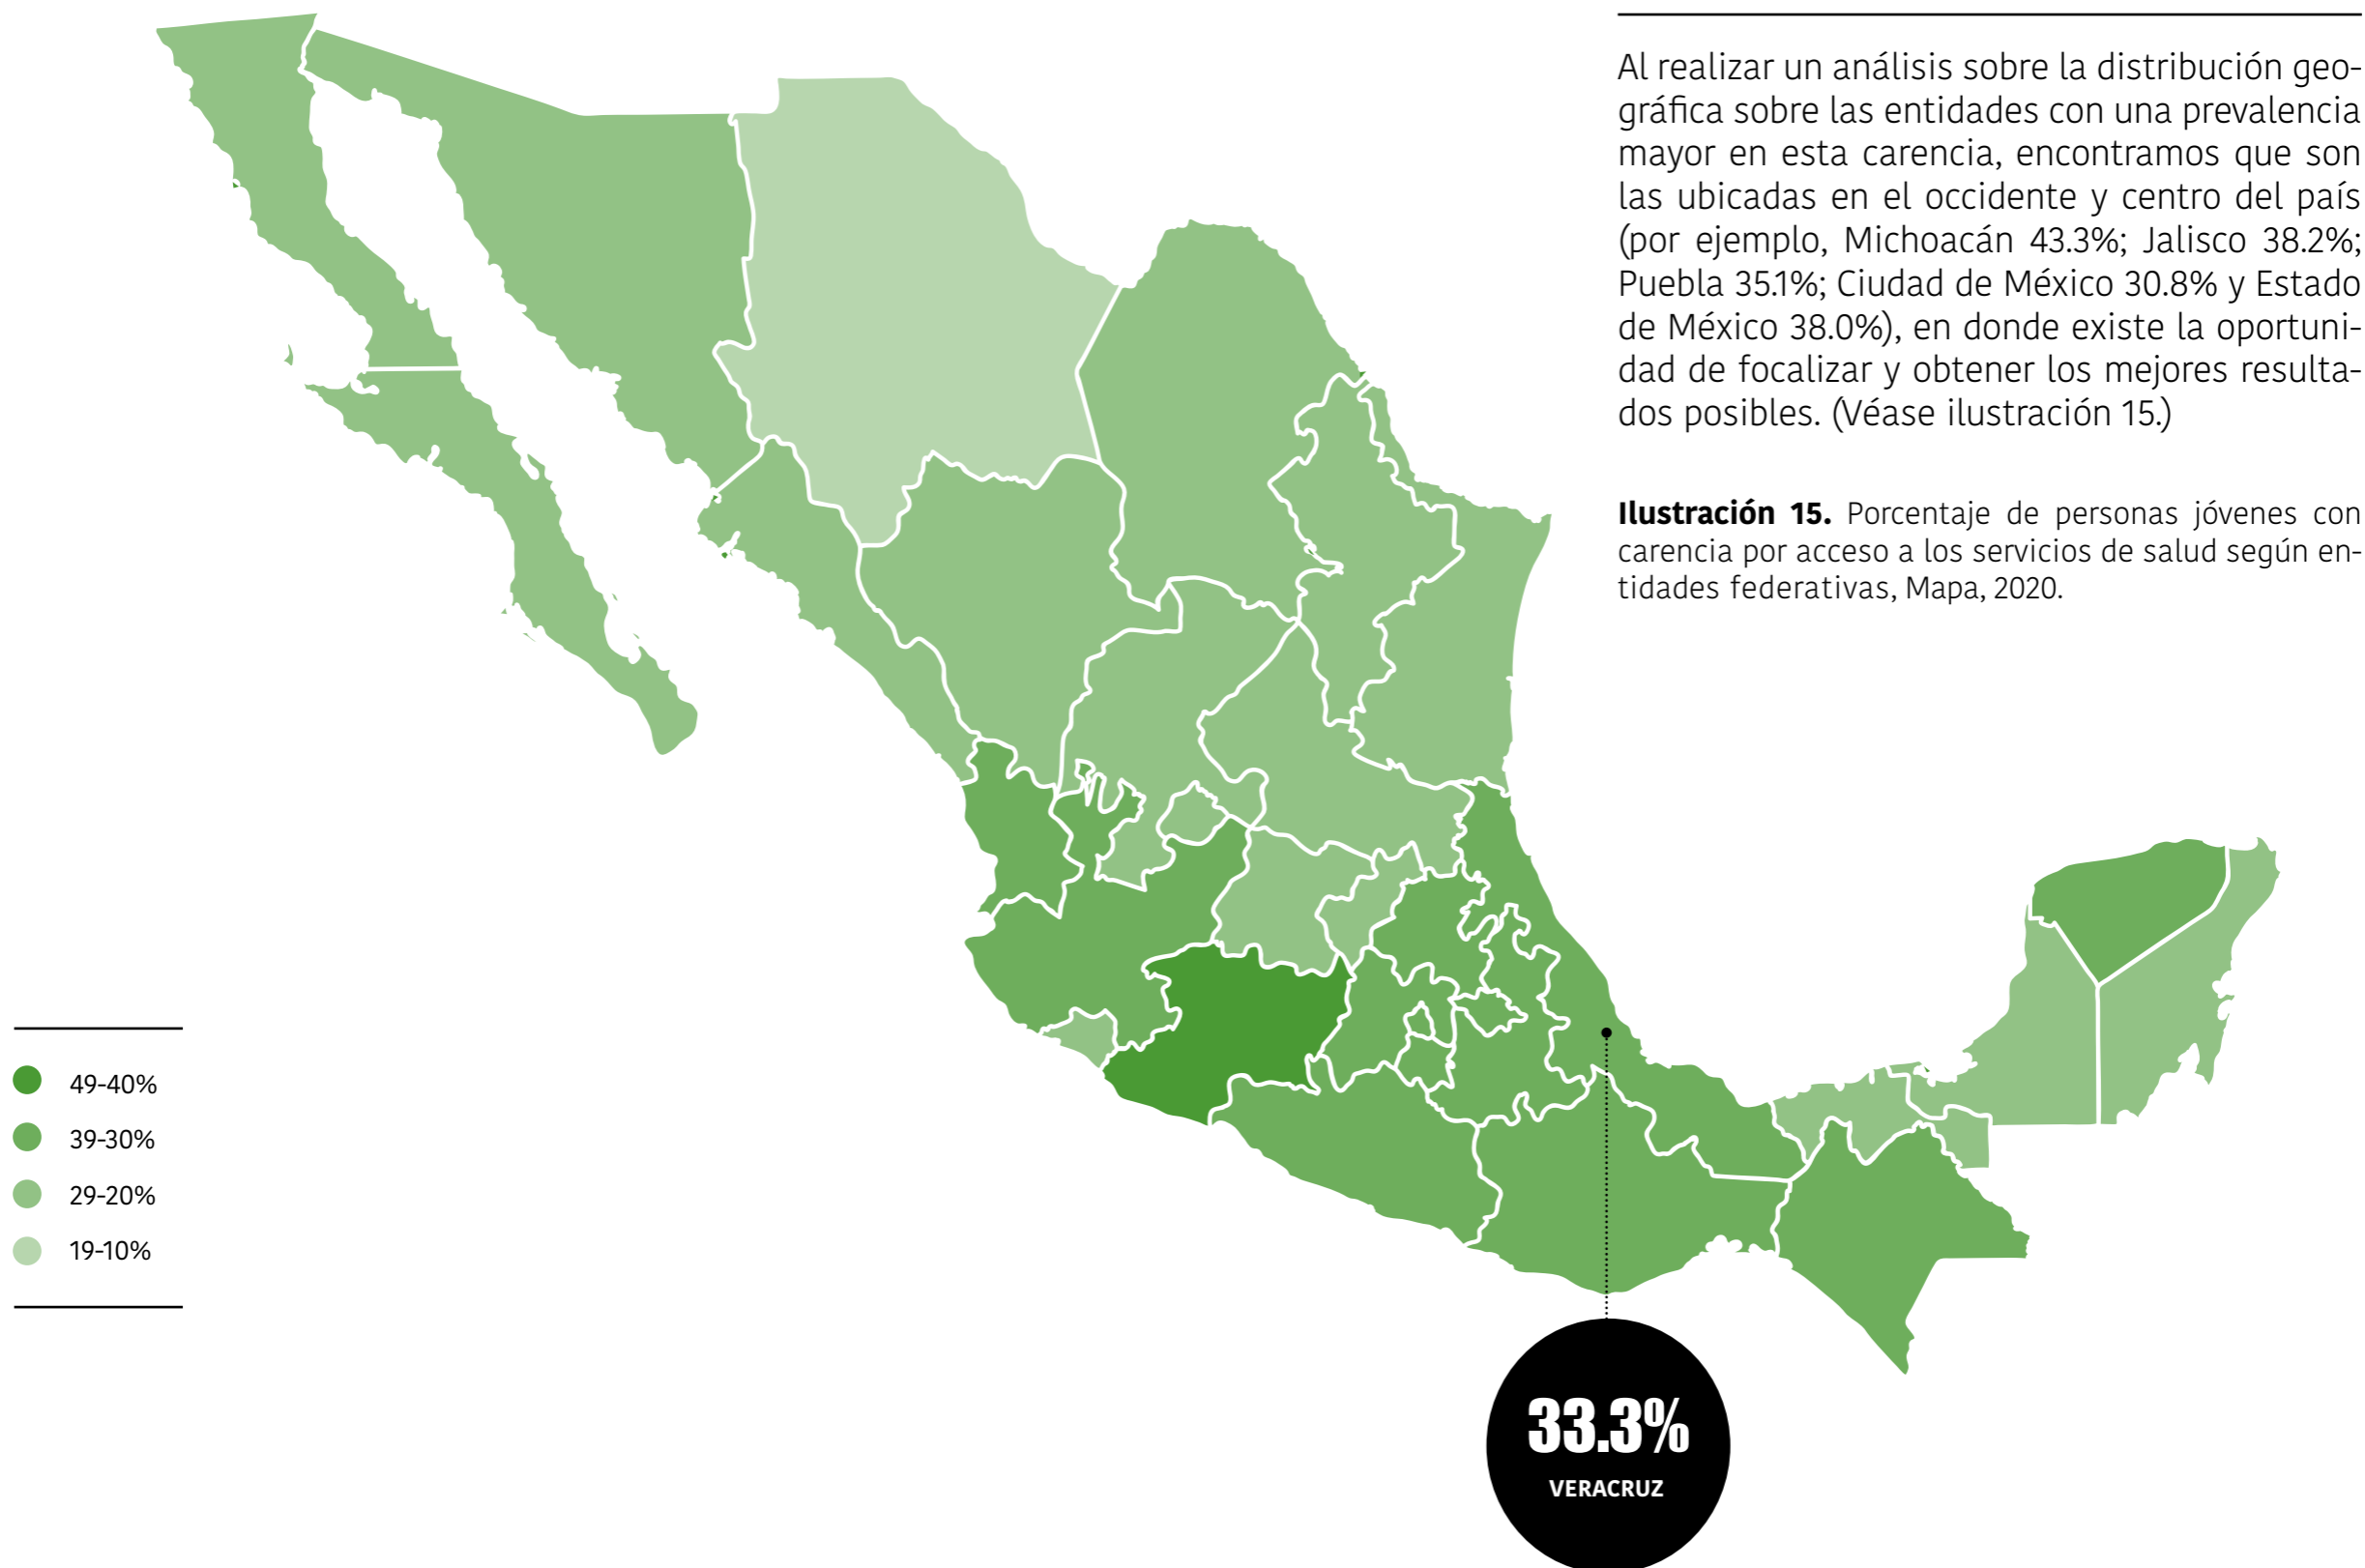 Al realizar un análisis sobre la distribución geo-
gráfica sobre las entidades con una prevalencia
mayor en esta carencia, encontramos que son
las ubicadas en el occidente y centro del país
(por ejemplo, Michoacán 43.3%; Jalisco 38.2%;
Puebla 35.1%; Ciudad de México 30.8% y Estado
de México 38.0%), en donde existe la oportuni-
dad de focalizar y obtener los mejores resulta-
dos posibles. (Véase ilustración 15.)
Ilustración 15. Porcentaje de personas jóvenes con
carencia por acceso a los servicios de salud según en-
tidades federativas, Mapa, 2020.
49-40%
39-30%
29-20%
19-10%
33.3%
VERACRUZ